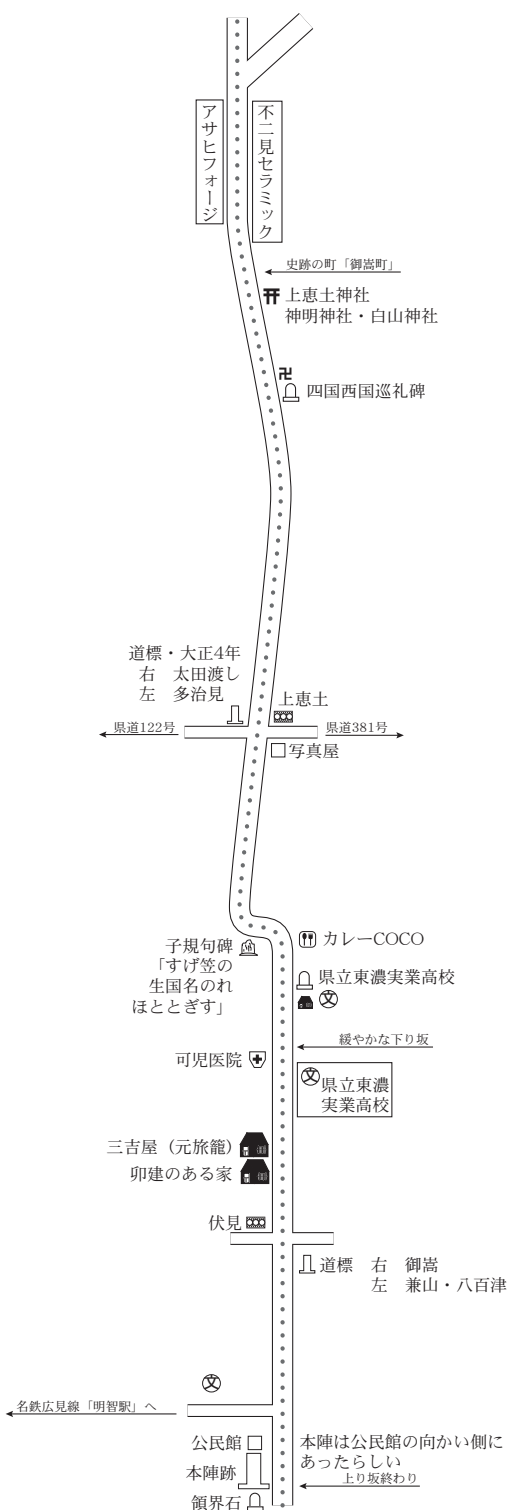 アサヒフォージ
不二見セラミック
史跡の町「御嵩町」
上恵土神社
神明神社・白山神社
卍
四国西国巡礼碑
道標・大正4年
右　太田渡し
左　多治見
上恵土
県道122号
県道381号
写真屋
カレーCOCO
子規句碑
「すげ笠の
生国名のれ
ほととぎす」
県立東濃実業高校
文
緩やかな下り坂
可児医院
文
県立東濃
実業高校
三吉屋（元旅籠）
卯建のある家
伏見
道標　右　御嵩
左　兼山・八百津
文
名鉄広見線「明智駅」へ
公民館
本陣は公民館の向かい側に
あったらしい
本陣跡
上り坂終わり
領界石